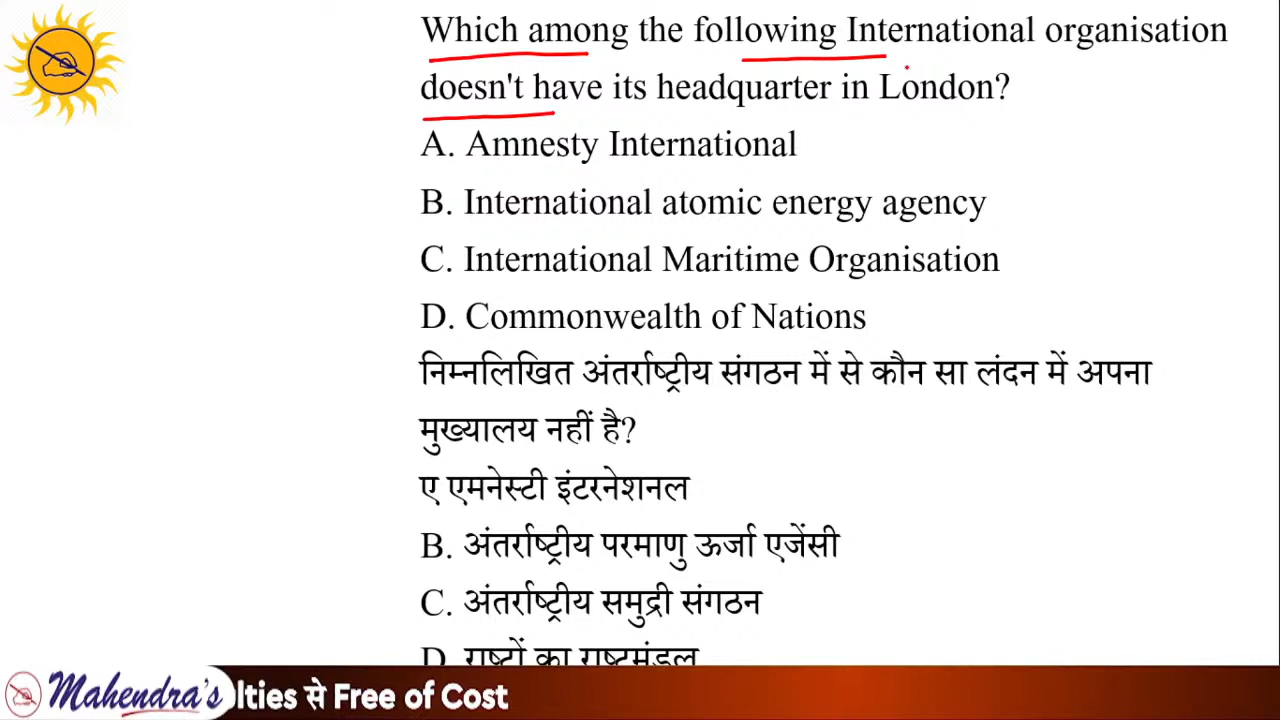 Which among the following International organisation
doesn't have its headquarter in London?
A. Amnesty International
B. International atomic energy agency
C. International Maritime Organisation
D. Commonwealth of Nations
निम्नलिखित अंतर्राष्ट्रीय संगठन में से कौन सा लंदन में अपना
मुख्यालय नहीं है?
ए एमनेस्टी इंटरनेशनल
B. अंतर्राष्ट्रीय परमाणु ऊर्जा एजेंसी
C. अंतर्राष्ट्रीय समुद्री संगठन
D. राष्ट्रों का राष्ट्रमंडल
Mahendra's lties से Free of Cost